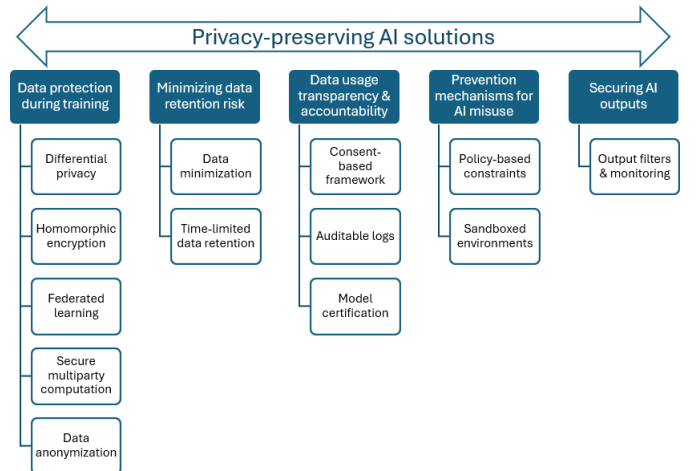 Privacy-preserving AI solutions
Data protection
during training
Minimizing data
retention risk
Data usage
transparency &
accountability
Prevention
mechanisms for
AI misuse
Securing AI
outputs
Differential
privacy
Homomorphic
encryption
Federated
learning
Secure
multiparty
computation
Data
anonymization
Data
minimization
Time-limited
data retention
Consent-
based
framework
Auditable logs
Model
certification
Policy-based
constraints
Sandboxed
environments
Output filters
& monitoring